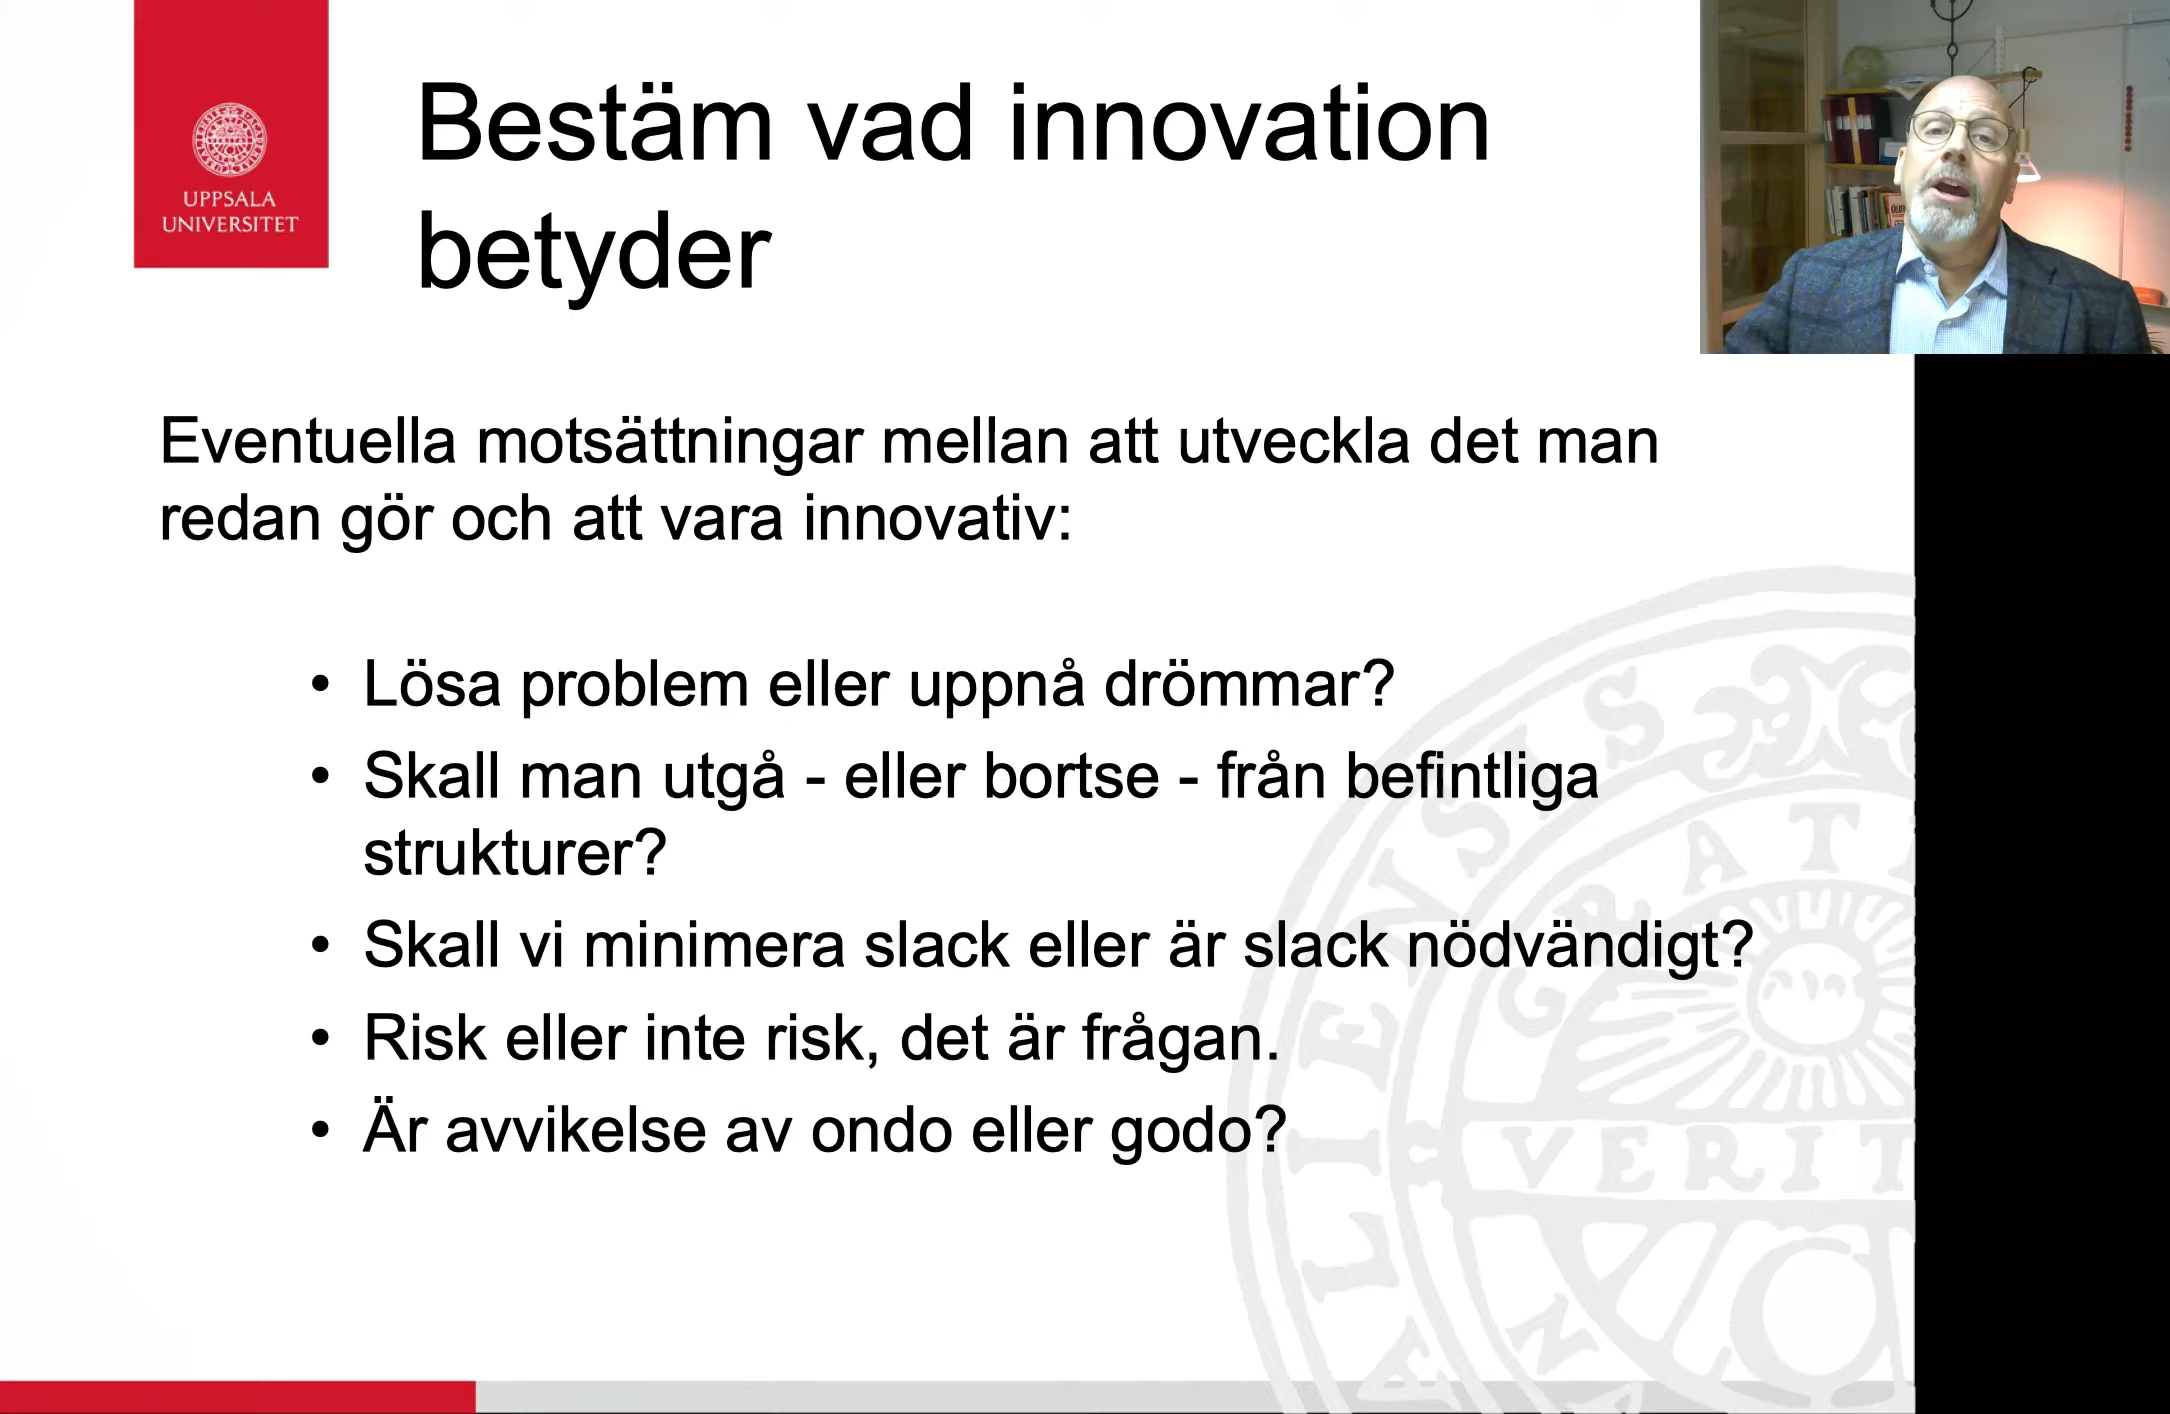 UPPSALA
UNIVERSITET
Bestäm vad innovation
betyder
Eventuella motsättningar mellan att utveckla det man
redan gör och att vara innovativ:
• Lösa problem eller uppnå drömmar?
• Skall man utgå - eller bortse - från befintliga
strukturer?
• Skall vi minimera slack eller är slack nödvändigt?
• Risk eller inte risk, det är frågan.
• Är avvikelse av ondo eller godo?